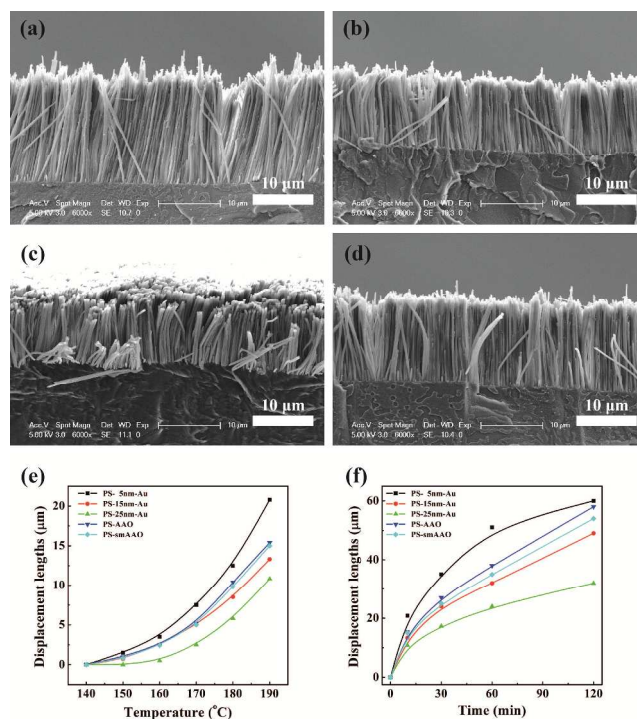 (a)
10 μm
Acc.V Spot Magn Det WD Exp
5.00 kV 3.0 6000x SE 10.7 0
10 μm
(b)
10 μm
Acc.V Spot Magn Det WD Exp
5.00 kV 3.0 6000x SE 10.3 0
10 μm
(c)
10 μm
Acc.V Spot Magn Det WD Exp
5.00 kV 3.0 6000x SE 11.1 0
10 μm
(d)
10 μm
Acc.V Spot Magn Det WD Exp
5.00 kV 3.0 6000x SE 10.4 0
10 μm
(e)
PS- 5nm-Au
PS-15nm-Au
PS-25nm-Au
PS-AAO
PS-smAAO
Displacement lengths (μm)
20
15
10
5
0
140 150 160 170 180 190
Temperature (°C)
(f)
PS- 5nm-Au
PS-15nm-Au
PS-25nm-Au
PS-AAO
PS-smAAO
Displacement lengths (μm)
60
40
20
0
0 30 60 90 120
Time (min)